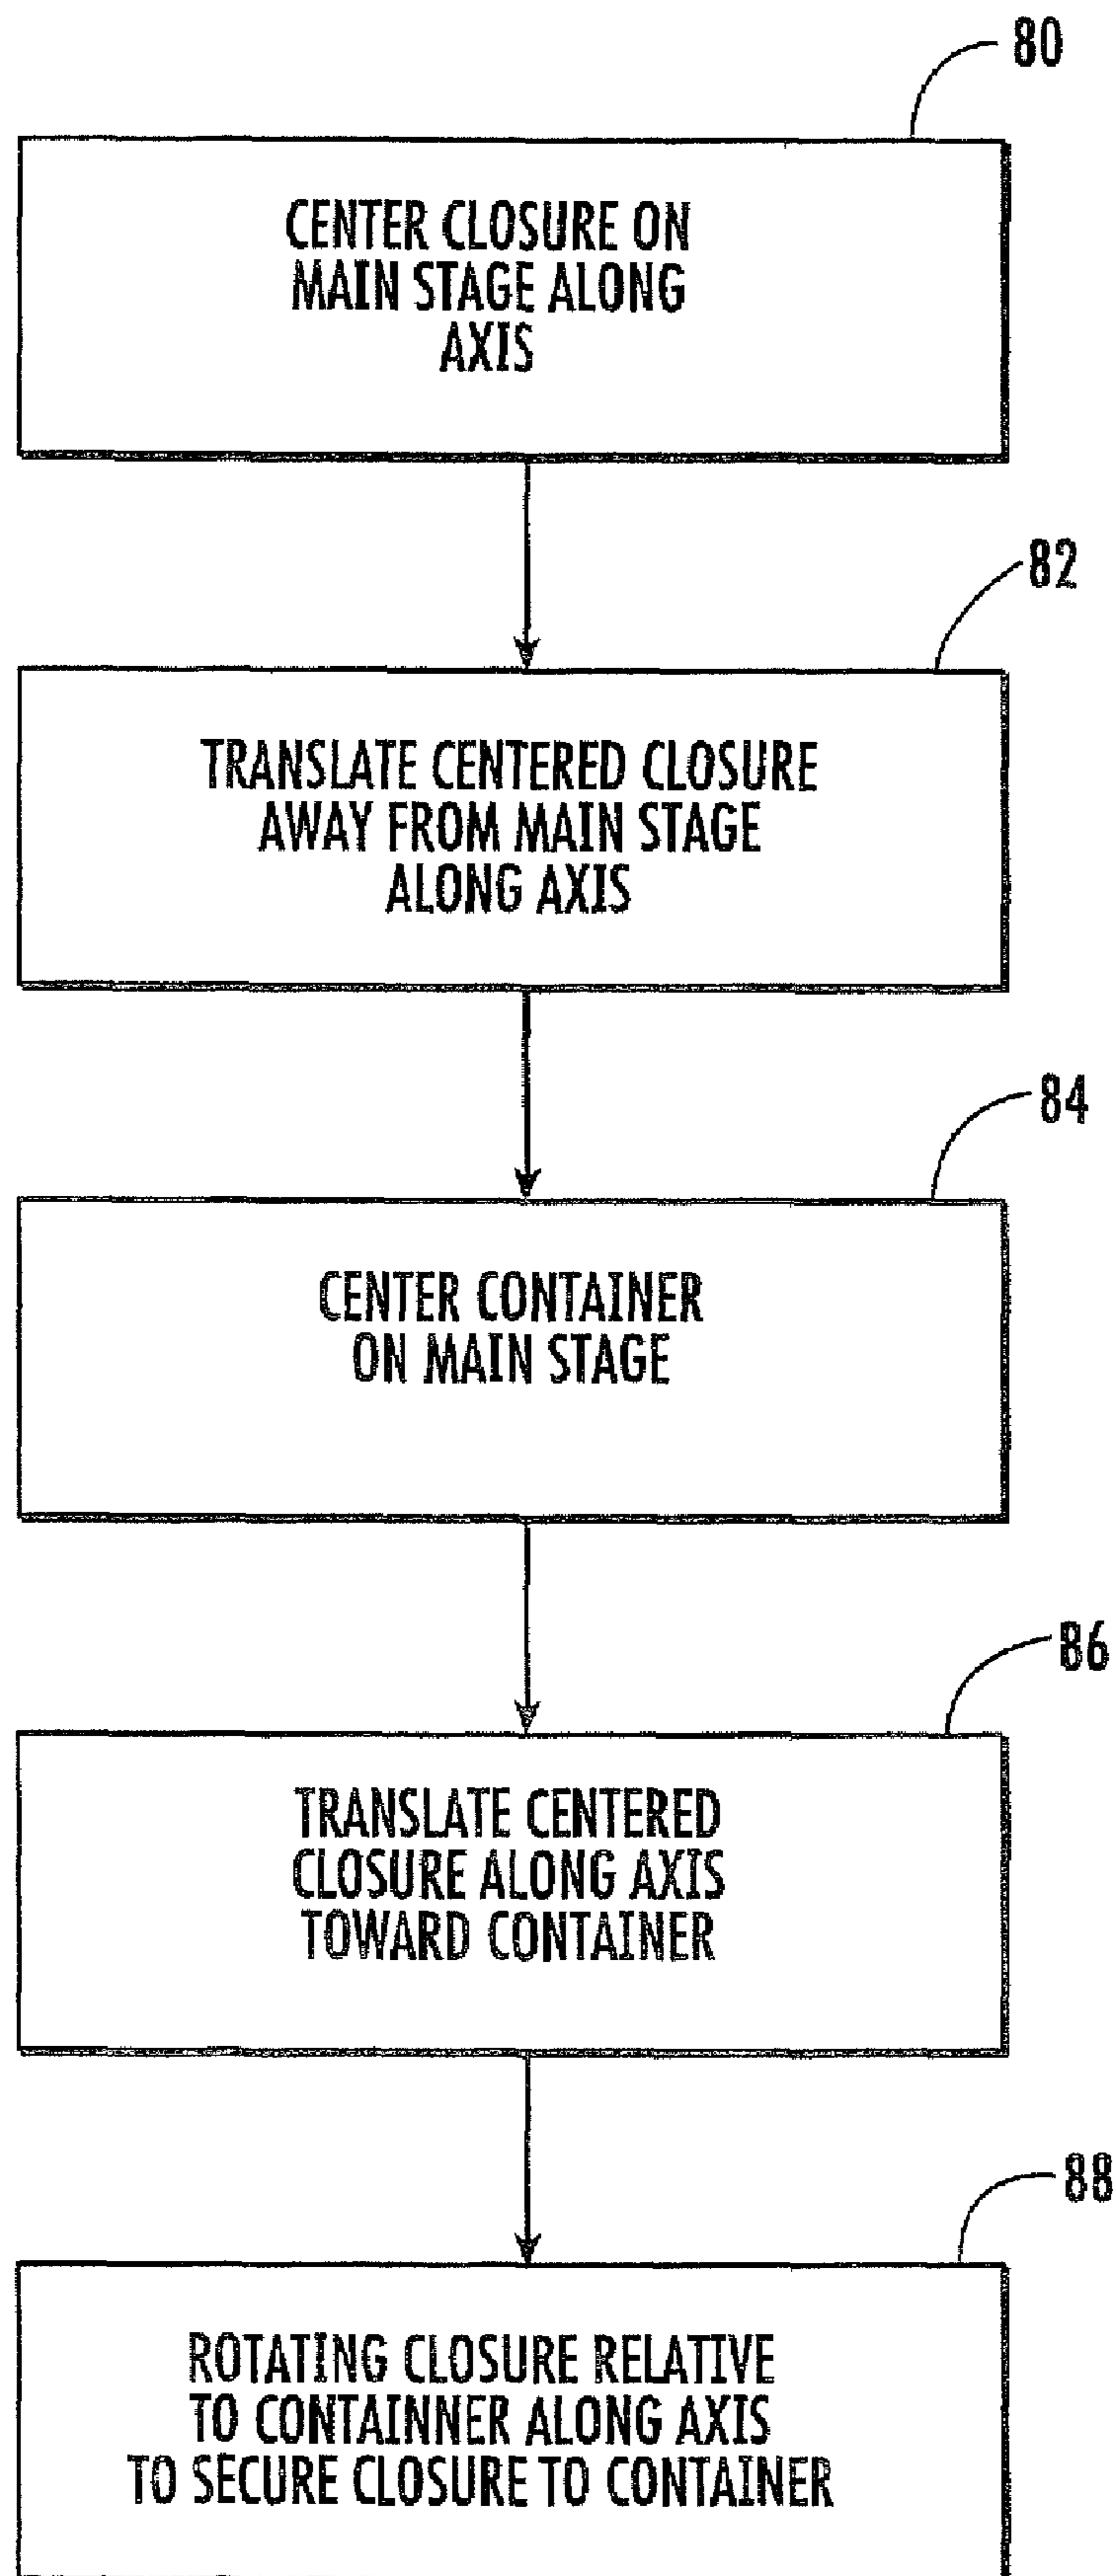 80
CENTER CLOSURE ON
MAIN STAGE ALONG
AXIS
82
TRANSLATE CENTERED CLOSURE
AWAY FROM MAIN STAGE
ALONG AXIS
84
CENTER CONTAINER
ON MAIN STAGE
86
TRANSLATE CENTERED
CLOSURE ALONG AXIS
TOWARD CONTAINER
88
ROTATING CLOSURE RELATIVE
TO CONTAINNER ALONG AXIS
TO SECURE CLOSURE TO CONTAINER